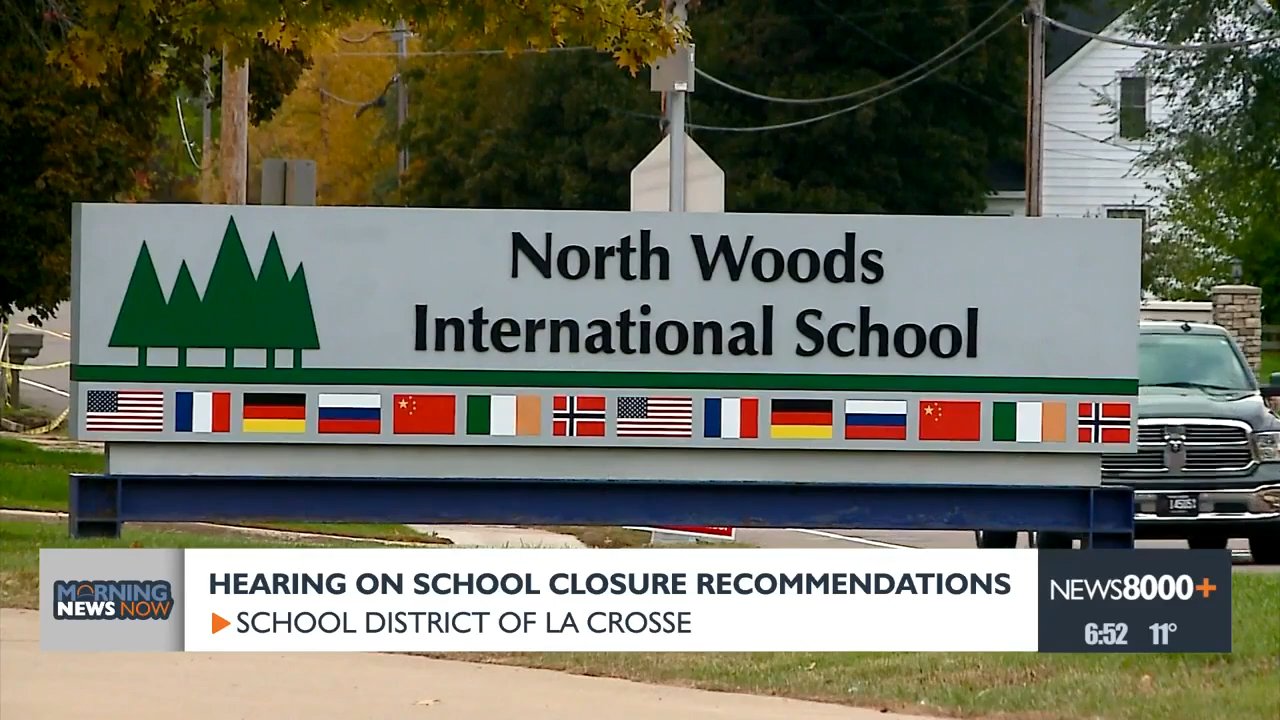 North Woods
International School
MORNING
NEWS NOW
HEARING ON SCHOOL CLOSURE RECOMMENDATIONS
SCHOOL DISTRICT OF LA CROSSE
NEWS8000+
6:52 11°